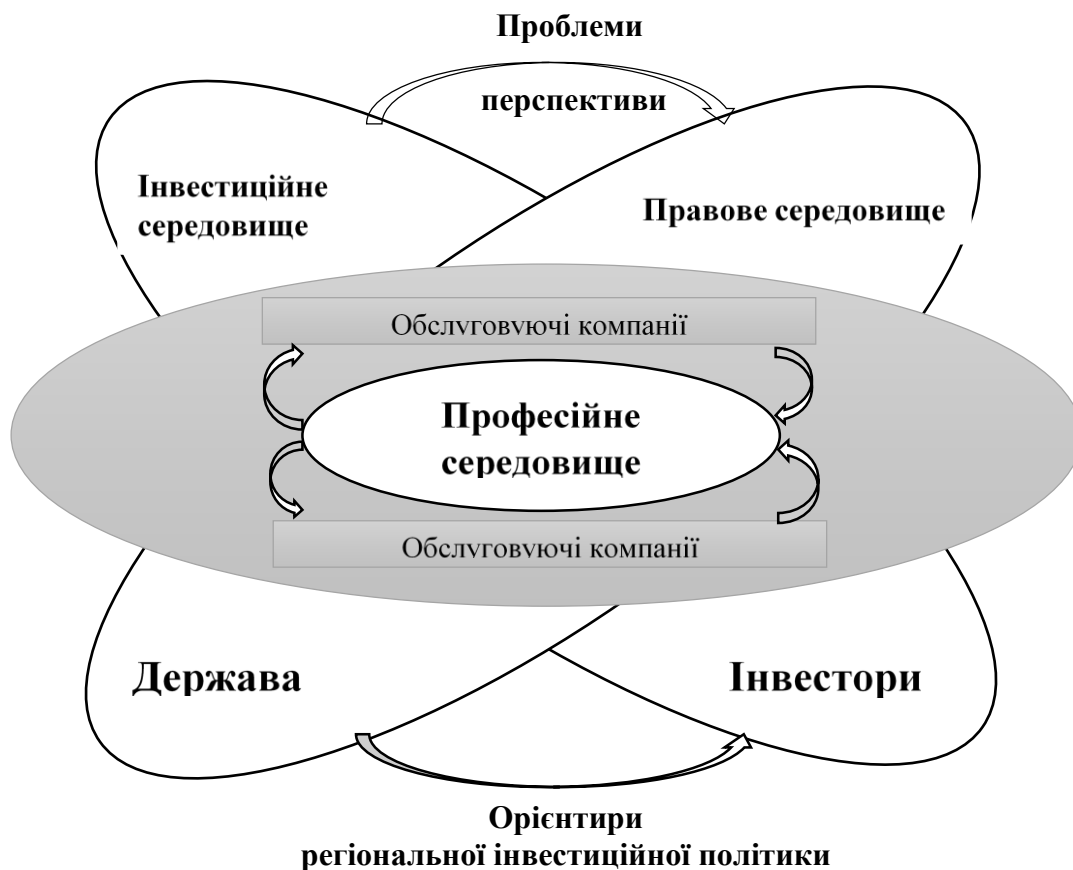 Проблеми
перспективи
Інвестиційне
середовище
Правове середовище
Обслуговуючі компанії
Професійне
середовище
Обслуговуючі компанії
Держава
Інвестори
Орієнтири
регіональної інвестиційної політики